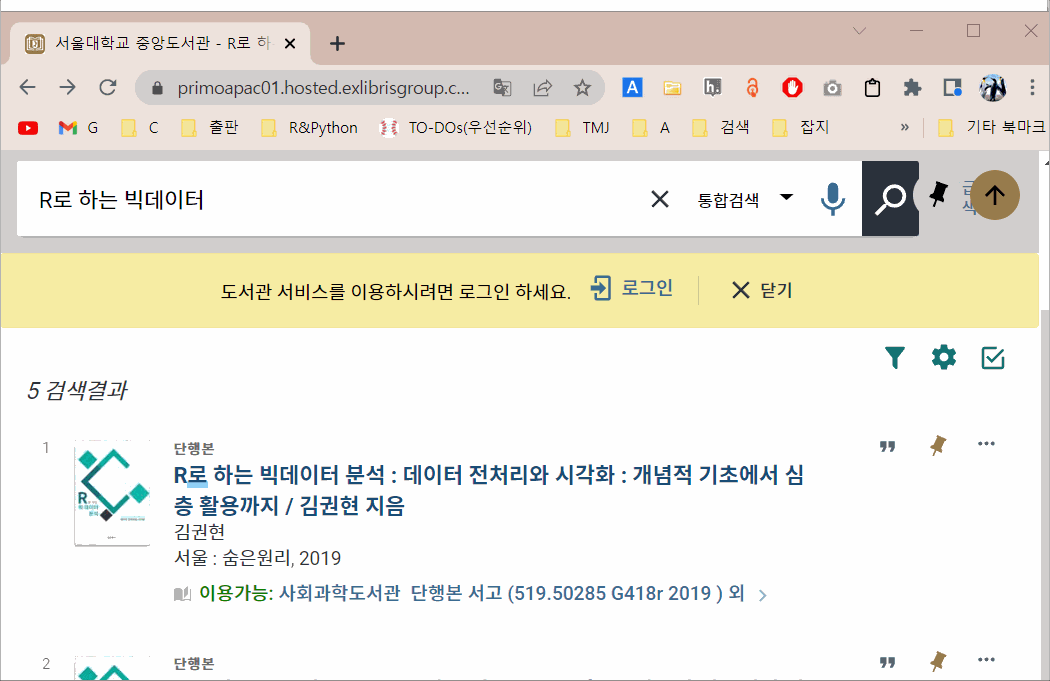 서울대학교 중앙도서관 - R로 하
primoapac01.hosted.exlibrisgroup.c...
G C 출판 R&Python TO-DOs(우선순위) TMJ A 검색 잡지 » 기타 북마크
R로 하는 빅데이터 통합검색
도서관 서비스를 이용하시려면 로그인 하세요. 로그인 닫기
5 검색결과
1
단행본
R로 하는 빅데이터 분석 : 데이터 전처리와 시각화 : 개념적 기초에서 심
층 활용까지 / 김권현 지음
김권현
서울 : 숨은원리, 2019
이용가능: 사회과학도서관 단행본 서고 (519.50285 G418r 2019 ) 외
2
단행본